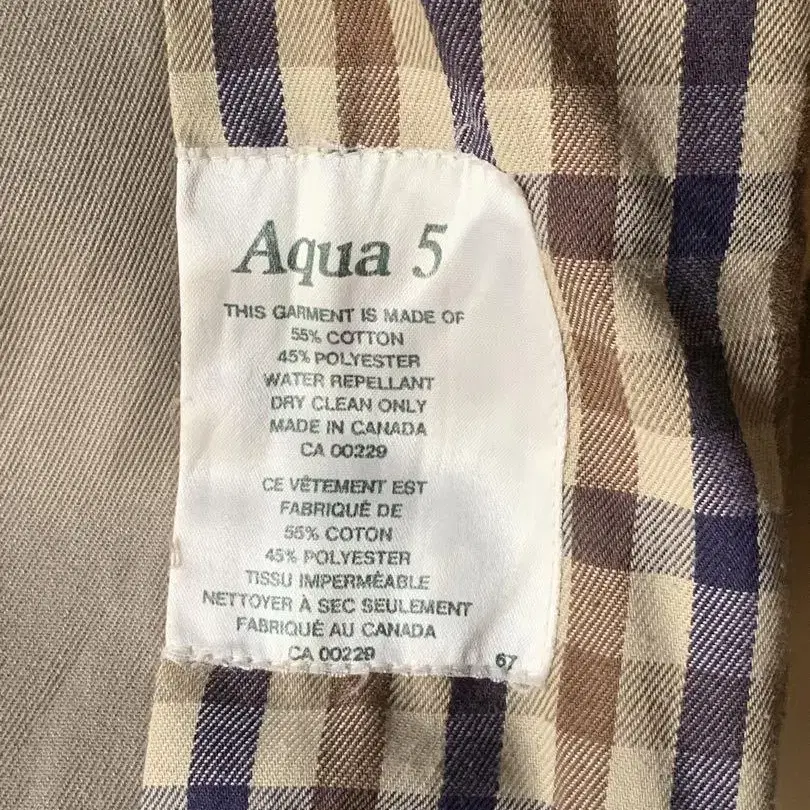 Aqua 5
THIS GARMENT IS MADE OF
55% COTTON
45% POLYESTER
WATER REPELLANT
DRY CLEAN ONLY
MADE IN CANADA
CA 00229
CE VÊTEMENT EST
FABRIQUÉ DE
55% COTON
45% POLYESTER
TISSU IMPERMÉABLE
NETTOYER À SEC SEULEMENT
FABRIQUÉ AU CANADA
CA 00229
67